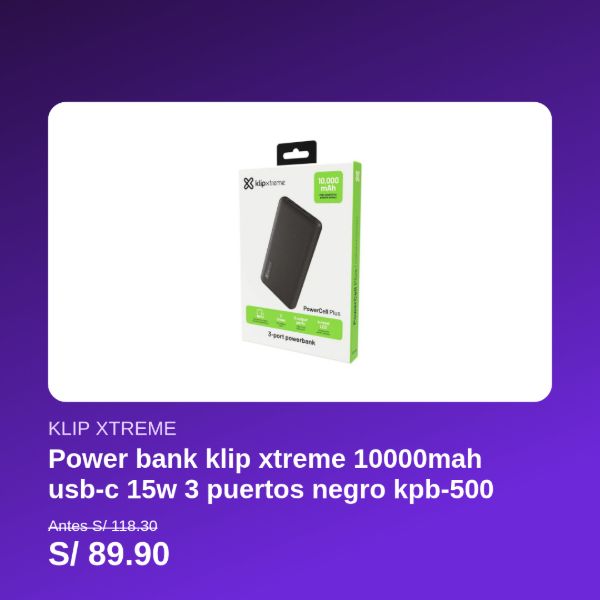 klipxtreme
10,000
mAh
PowerCell Plus
3-port powerbank
KLIP XTREME
Power bank klip xtreme 10000mah
usb-c 15w 3 puertos negro kpb-500
Antes S/ 118.30
S/ 89.90